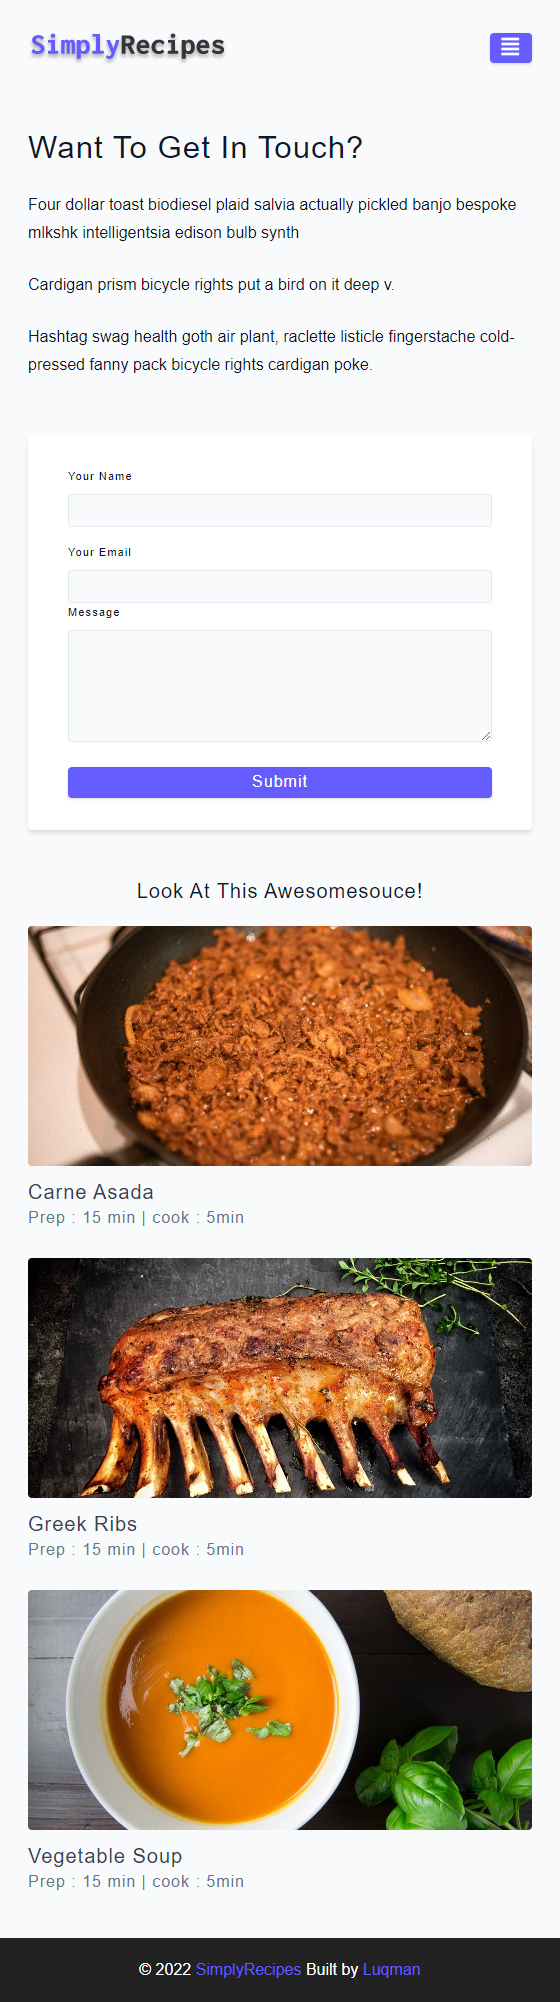 SimplyRecipes
Want To Get In Touch?
Four dollar toast biodiesel plaid salvia actually pickled banjo bespoke
mlkshk intelligentsia edison bulb synth
Cardigan prism bicycle rights put a bird on it deep v.
Hashtag swag health goth air plant, raclette listicle fingerstache cold-
pressed fanny pack bicycle rights cardigan poke.
Your Name
Your Email
Message
Submit
Look At This Awesomesouce!
Carne Asada
Prep : 15 min | cook : 5min
Greek Ribs
Prep : 15 min | cook : 5min
Vegetable Soup
Prep : 15 min | cook : 5min
© 2022 SimplyRecipes Built by Luqman